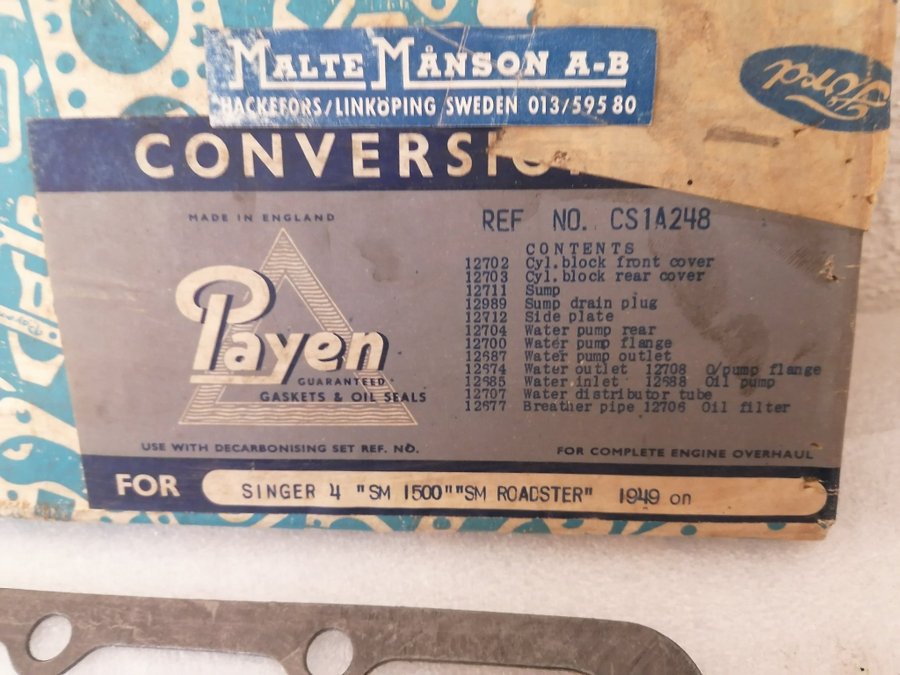 MALTE MÅNSON A-B
HACKEFORS/LINKÖPING SWEDEN 013/595 80
Ford
CONVERSI
MADE IN ENGLAND
REF NO. CS1A248
CONTENTS
12702 Cyl.block front cover
12703 Cyl.block rear cover
12711 Sump
12989 Sump drain plug
12712 Side plate
12704 Water pump rear
12700 Water pump flange
12687 Water pump outlet
12674 Water outlet 12708 O/pump flange
12685 Water inlet 12688 Oil pump
12707 Water distributor tube
12677 Breather pipe 12706 Oil filter
Payen
GUARANTEED
GASKETS & OIL SEALS
USE WITH DECARBONISING SET REF. NO.
FOR COMPLETE ENGINE OVERHAUL
FOR SINGER 4 "SM 1500" "SM ROADSTER" 1949 on